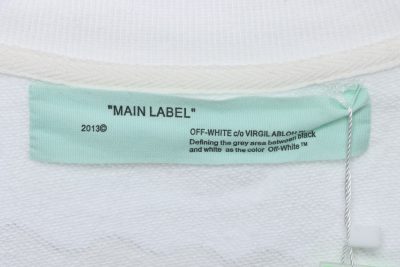 "MAIN LABEL"
2013©
OFF-WHITE c/o VIRGIL ABLOH
Defining the grey area between black
and white as the color Off-White™